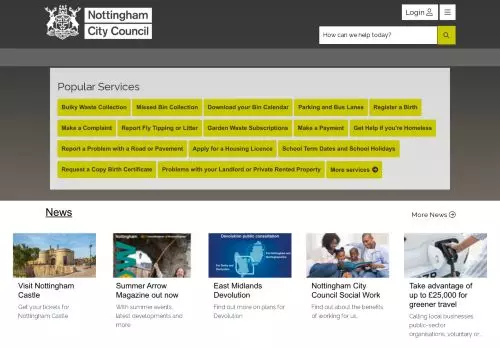 Nottingham
City Council
Login
How can we help today?
Popular Services
Bulky Waste Collection
Missed Bin Collection
Download your Bin Calendar
Parking and Bus Lanes
Register a Birth
Make a Complaint
Report Fly Tipping or Litter
Garden Waste Subscriptions
Make a Payment
Get Help if you're Homeless
Report a Problem with a Road or Pavement
Apply for a Housing Licence
School Term Dates and School Holidays
Request a Copy Birth Certificate
Problems with your Landlord or Private Rented Property
More services
News
More News
Nottingham
Devolution public consultation
Visit Nottingham
Castle
Get your tickets for
Nottingham Castle
Summer Arrow
Magazine out now
With summer events,
latest developments and
more
East Midlands
Devolution
Find out more on plans for
Devolution
Nottingham City
Council Social Work
Find out about the benefits
of working for us.
Take advantage of
up to £25,000 for
greener travel
Calling local businesses
public-sector
organisations, voluntary or...